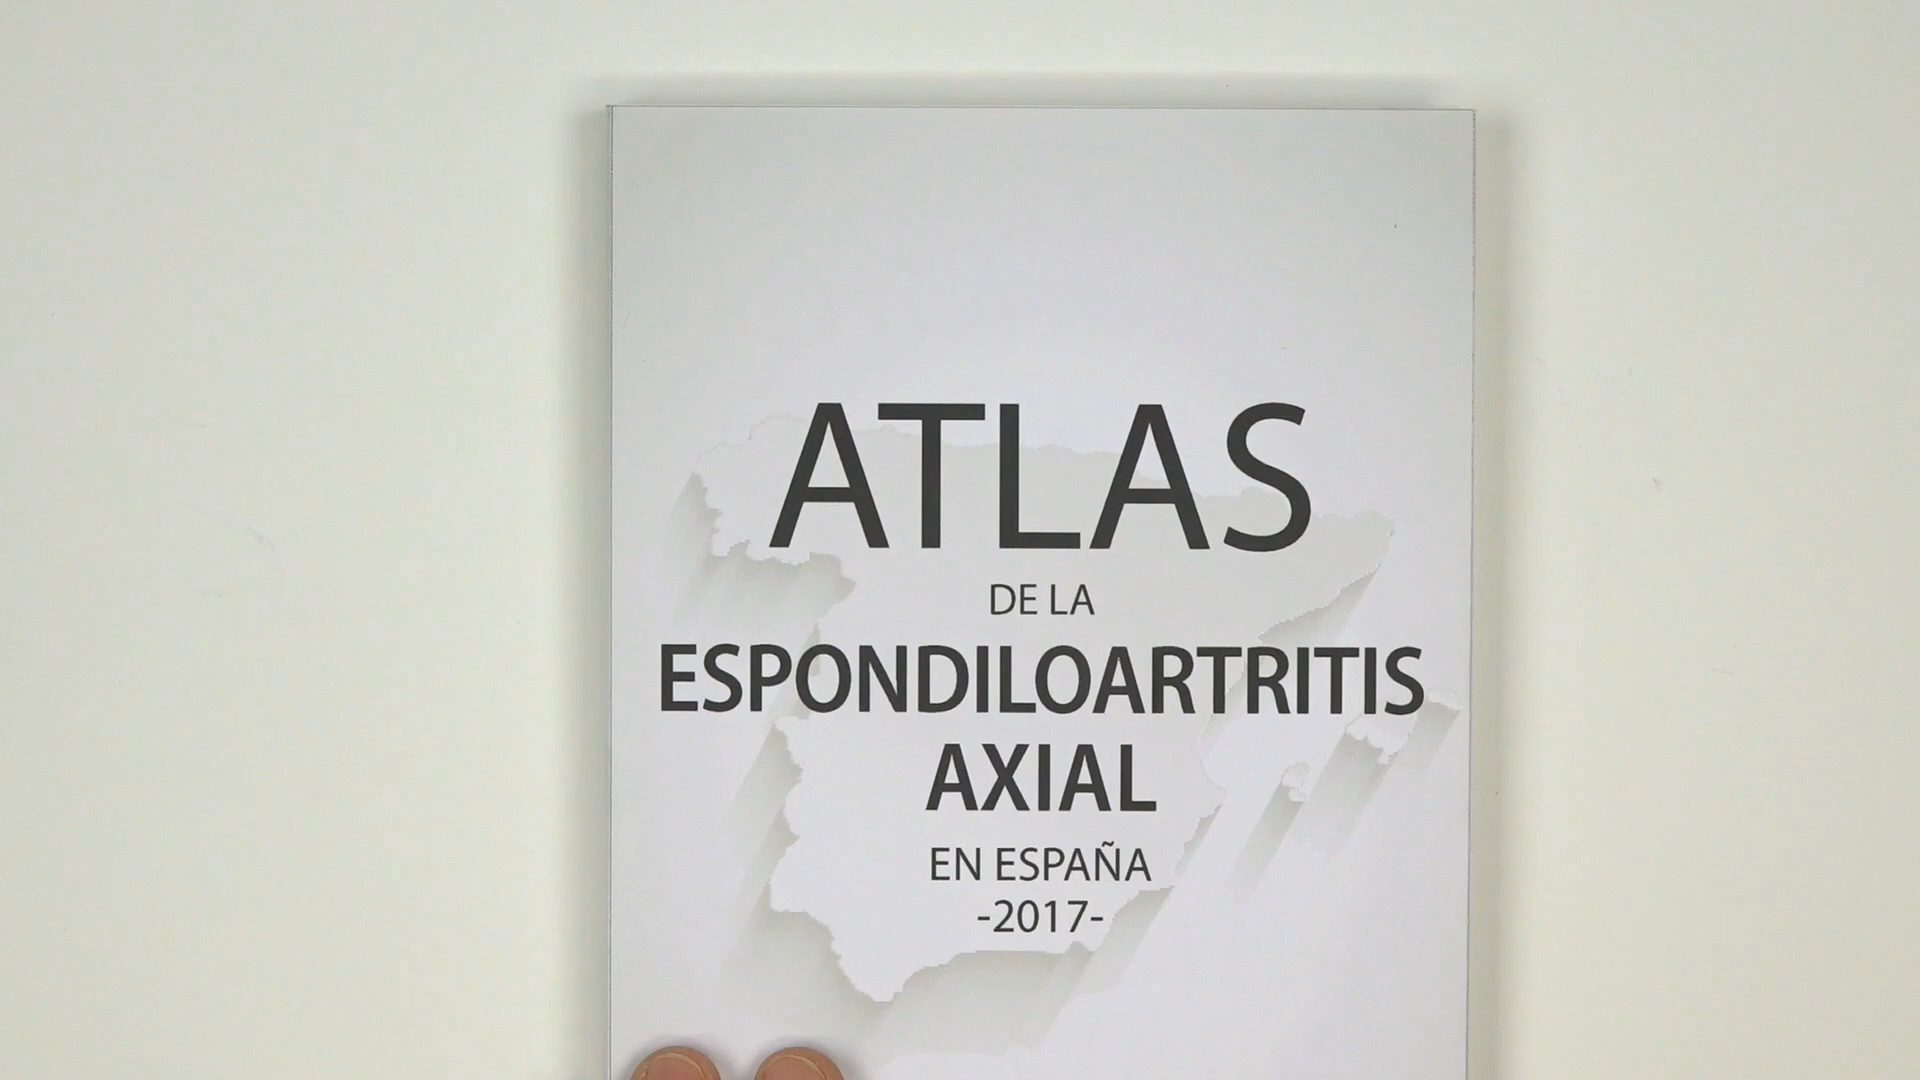 ATLAS
DE LA
ESPONDILOARTRITIS
AXIAL
EN ESPAÑA
-2017-